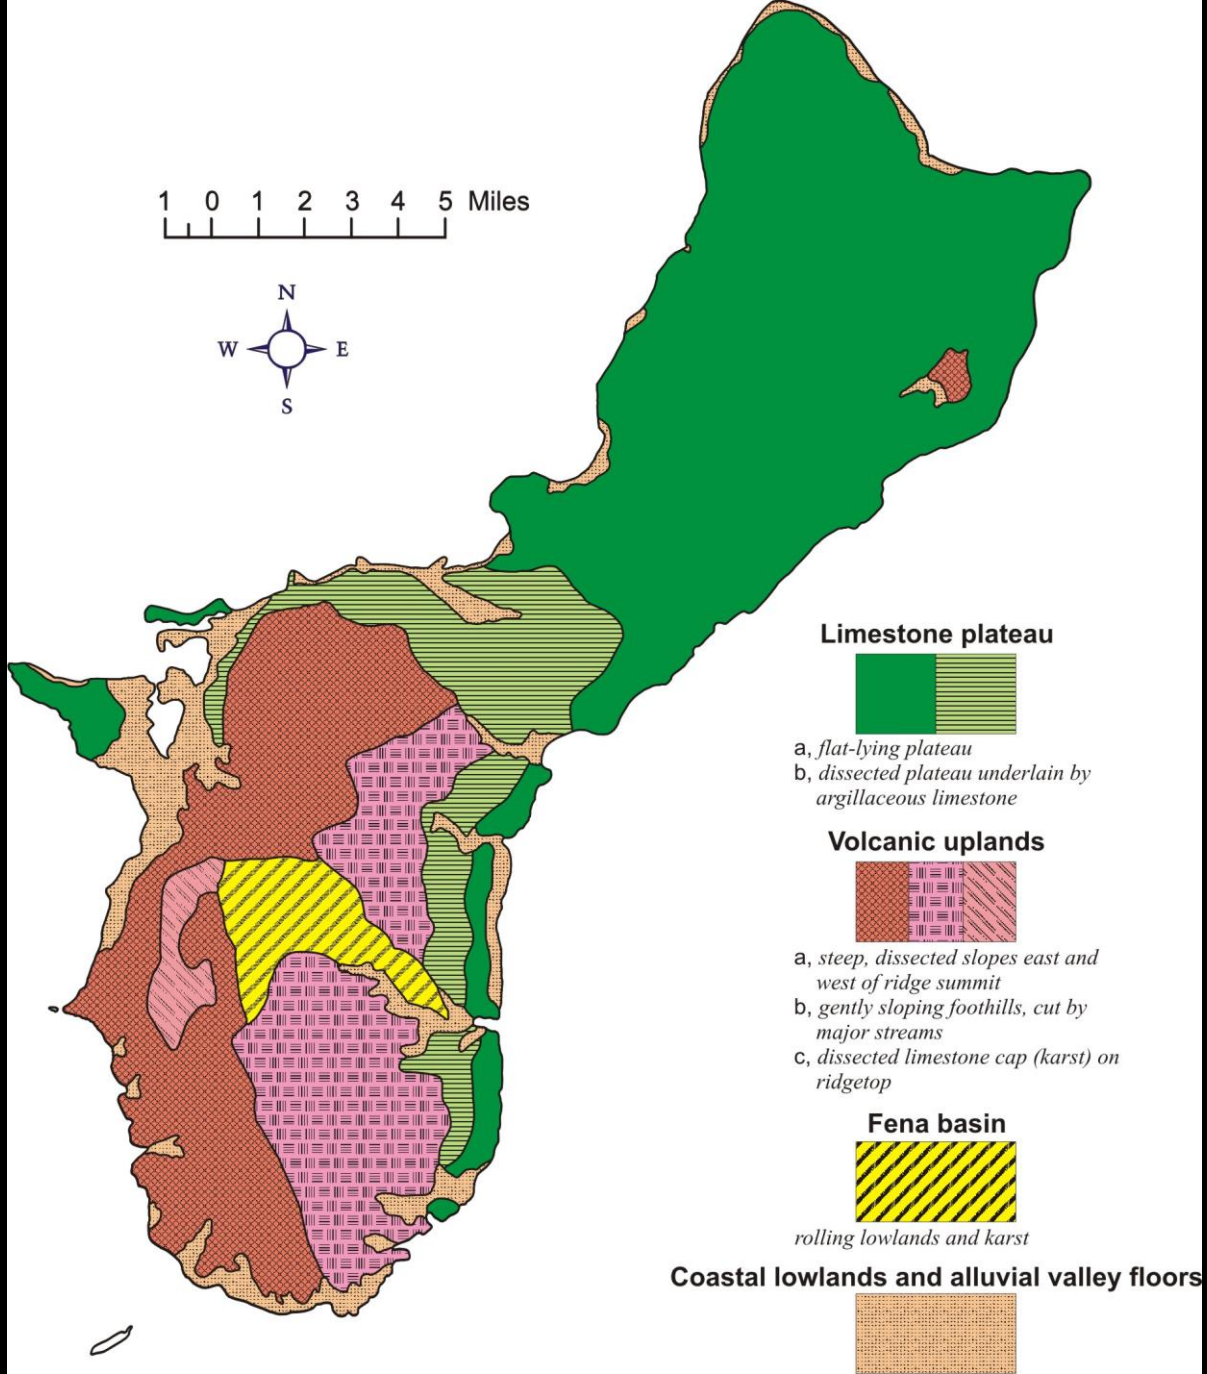 1 0 1 2 3 4 5 Miles
N
W E
S
Limestone plateau
a, flat-lying plateau
b, dissected plateau underlain by
argillaceous limestone
Volcanic uplands
a, steep, dissected slopes east and
west of ridge summit
b, gently sloping foothills, cut by
major streams
c, dissected limestone cap (karst) on
ridgetop
Fena basin
rolling lowlands and karst
Coastal lowlands and alluvial valley floors